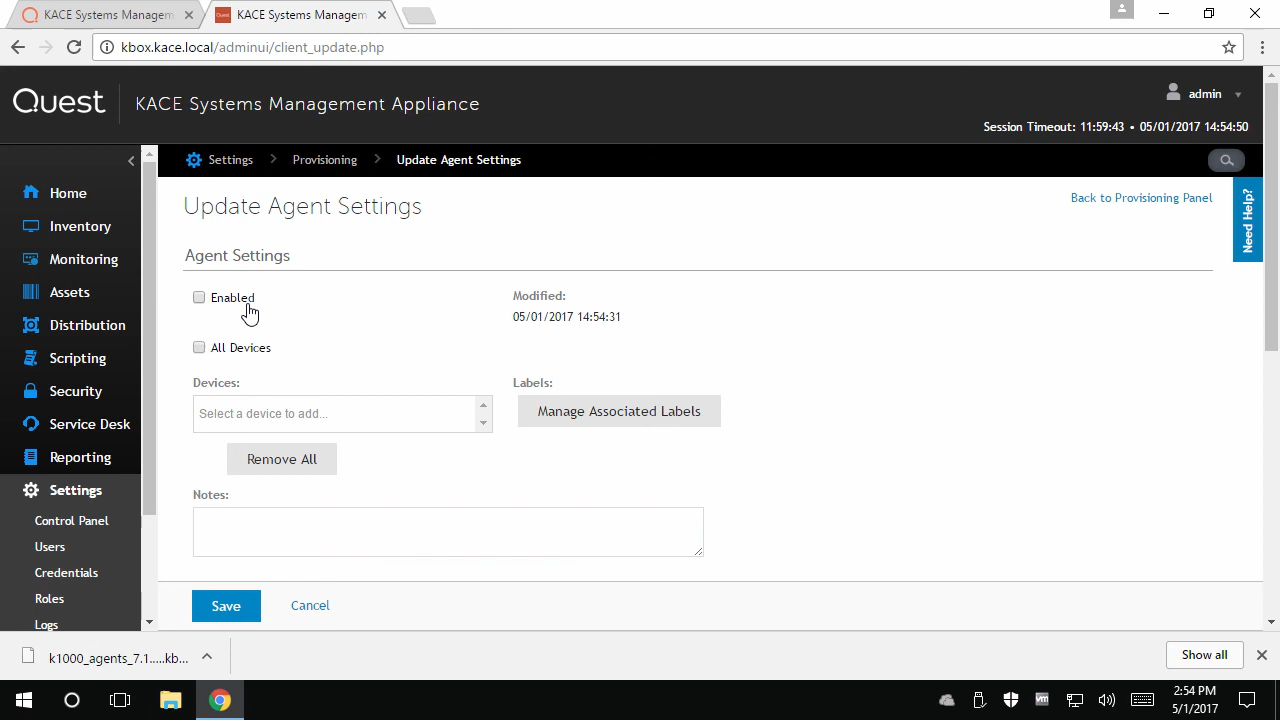 KACE Systems Managem
KACE Systems Managem
kbox.kace.local/adminui/client_update.php
Quest
KACE Systems Management Appliance
admin
Session Timeout: 11:59:43 • 05/01/2017 14:54:50
Settings > Provisioning > Update Agent Settings
Home
Inventory
Monitoring
Assets
Distribution
Scripting
Security
Service Desk
Reporting
Settings
Control Panel
Users
Credentials
Roles
Logs
Update Agent Settings
Back to Provisioning Panel
Need Help?
Agent Settings
Enabled
Modified:
05/01/2017 14:54:31
All Devices
Devices:
Labels:
Select a device to add...
Manage Associated Labels
Remove All
Notes:
Save
Cancel
k1000_agents_7.1.....kb...
Show all
2:54 PM
5/1/2017